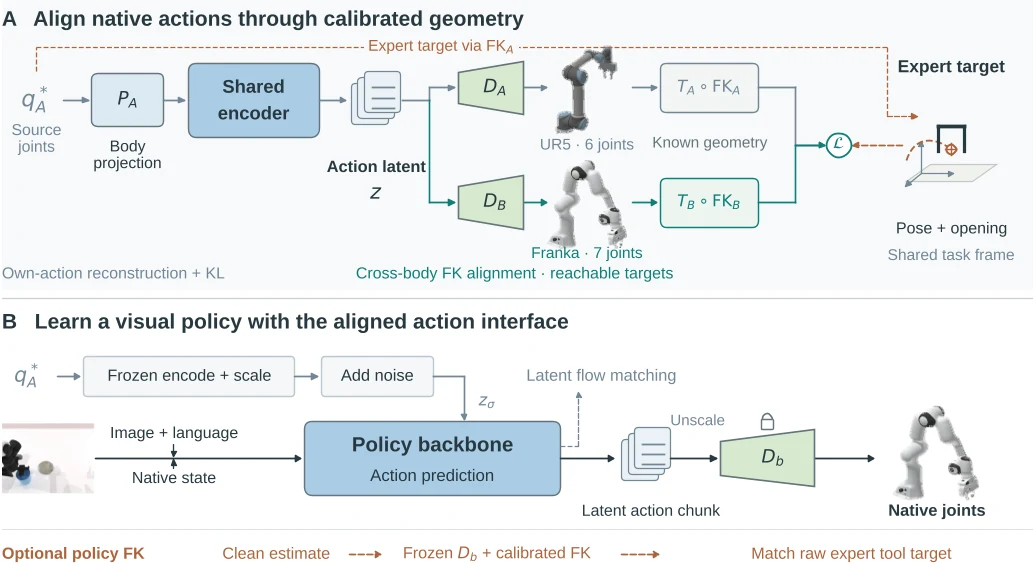 A Align native actions through calibrated geometry
Expert target via FK_A
Expert target
q_A^*
Source
joints
P_A
Body
projection
Shared
encoder
Action latent
z
D_A
UR5 · 6 joints
T_A ∘ FK_A
Known geometry
ℒ
D_B
Franka · 7 joints
T_B ∘ FK_B
Pose + opening
Shared task frame
Own-action reconstruction + KL
Cross-body FK alignment · reachable targets
B Learn a visual policy with the aligned action interface
q_A^*
Frozen encode + scale
Add noise
z_σ
Latent flow matching
Image + language
Native state
Policy backbone
Action prediction
Unscale
Latent action chunk
D_b
Native joints
Optional policy FK
Clean estimate
Frozen D_b + calibrated FK
Match raw expert tool target